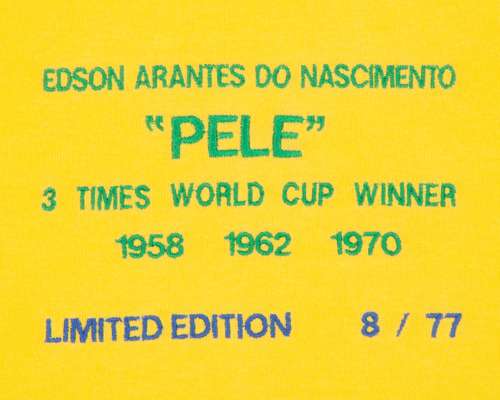 EDSON ARANTES DO NASCIMENTO
"PELE"
3 TIMES WORLD CUP WINNER
1958 1962 1970
LIMITED EDITION 8 / 77